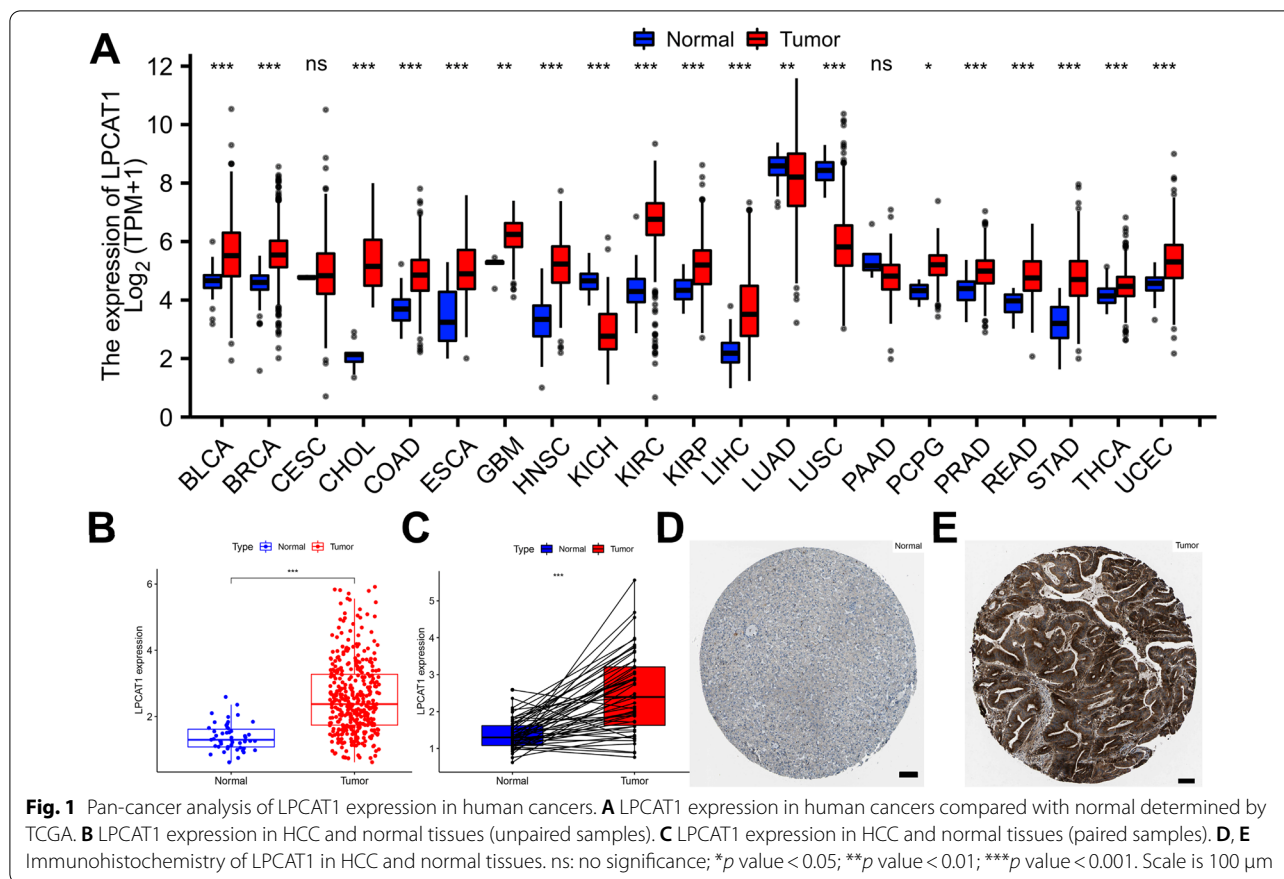 A
Normal Tumor
*** *** ns *** *** *** ** *** *** *** *** *** ** *** ns * *** *** *** *** ***
The expression of LPCAT1
Log2 (TPM+1)
12
10
8
6
4
2
0
BLCA BRCA CESC CHOL COAD ESCA GBM HNSC KICH KIRC KIRP LIHC LUAD LUSC PAAD PCPG PRAD READ STAD THCA UCEC
B
Type Normal Tumor
***
LPCAT1 expression
6
4
2
Normal Tumor
C
Type Normal Tumor
***
LPCAT1 expression
5
4
3
2
1
Normal Tumor
D
Normal
E
Tumor
Fig. 1 Pan-cancer analysis of LPCAT1 expression in human cancers. A LPCAT1 expression in human cancers compared with normal determined by
TCGA. B LPCAT1 expression in HCC and normal tissues (unpaired samples). C LPCAT1 expression in HCC and normal tissues (paired samples). D, E
Immunohistochemistry of LPCAT1 in HCC and normal tissues. ns: no significance; *p value < 0.05; **p value < 0.01; ***p value < 0.001. Scale is 100 μm